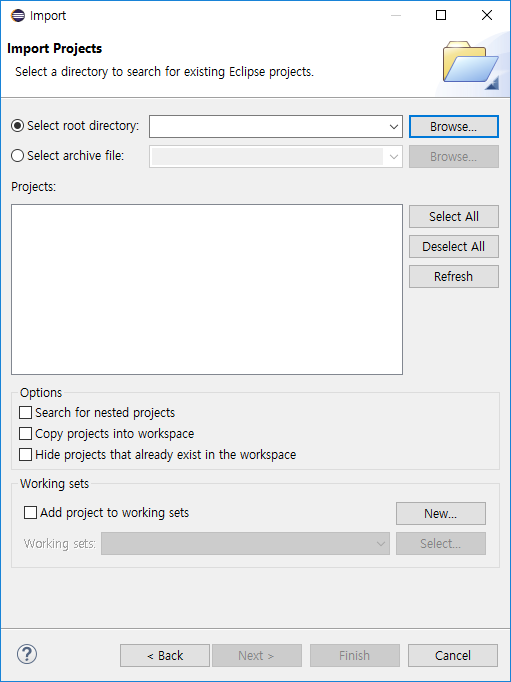 Import
Import Projects
Select a directory to search for existing Eclipse projects.
Select root directory:
Browse...
Select archive file:
Browse...
Projects:
Select All
Deselect All
Refresh
Options
Search for nested projects
Copy projects into workspace
Hide projects that already exist in the workspace
Working sets
Add project to working sets
New...
Working sets:
Select...
?
< Back
Next >
Finish
Cancel